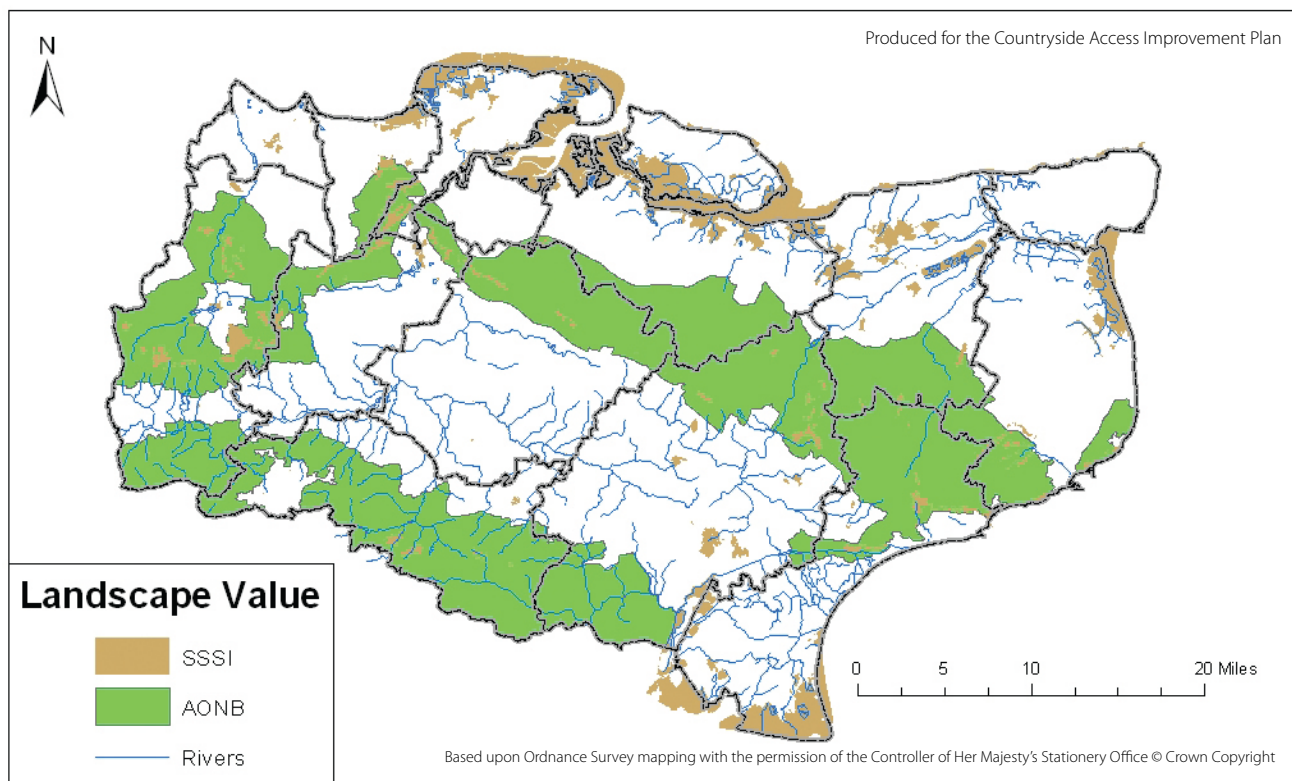 Produced for the Countryside Access Improvement Plan
N
Landscape Value
SSSI
AONB
Rivers
0 5 10 20 Miles
Based upon Ordnance Survey mapping with the permission of the Controller of Her Majesty's Stationery Office © Crown Copyright